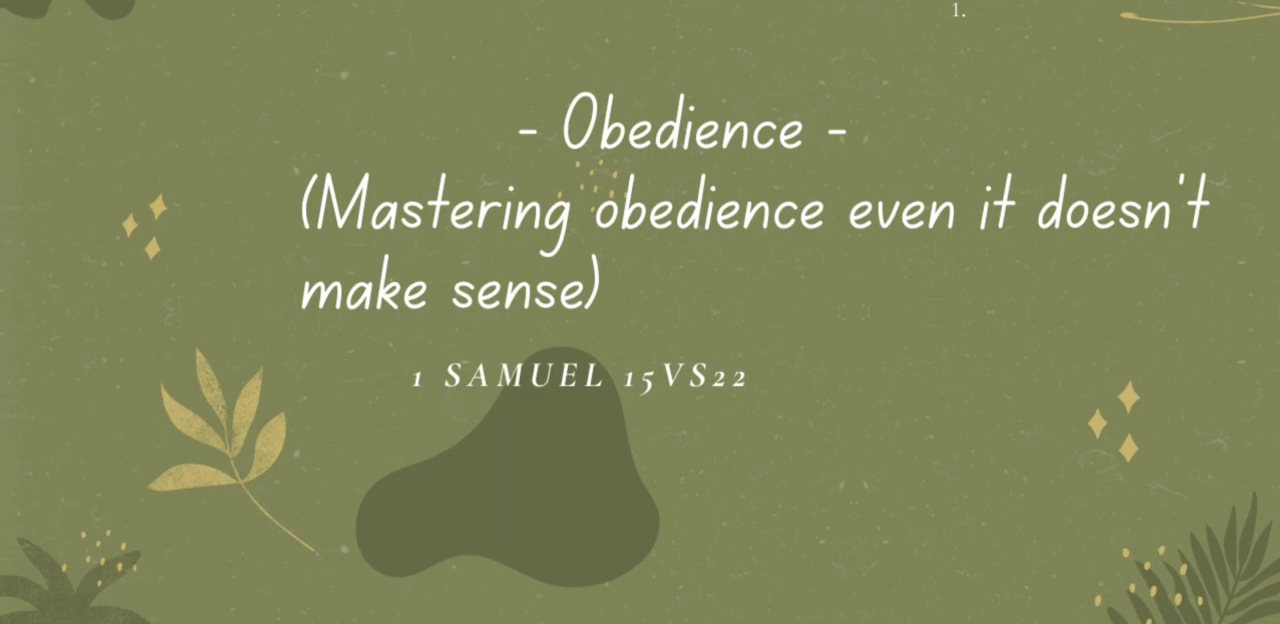 1.
- Obedience -
(Mastering obedience even it doesn't
make sense)
1 SAMUEL 15VS22